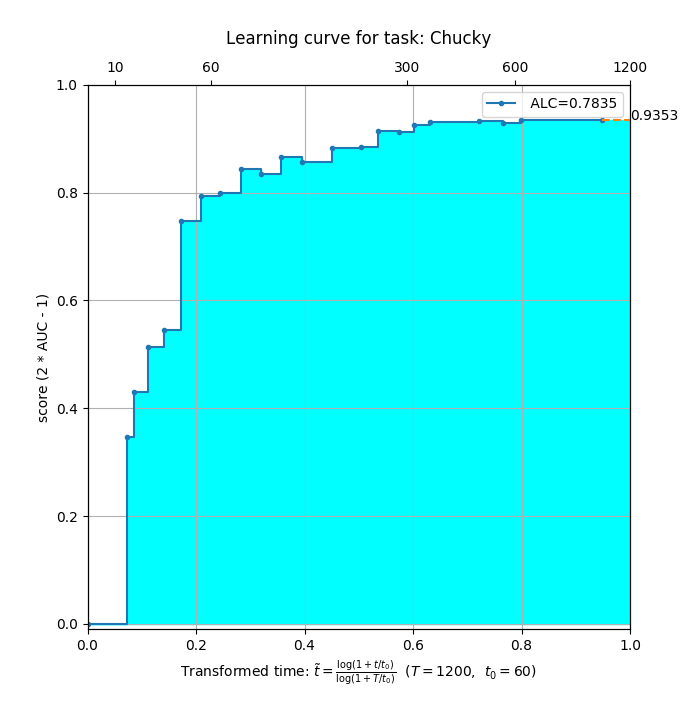 Learning curve for task: Chucky
10 60 300 600 1200
1.0
ALC=0.7835
0.9353
0.8
0.6
0.4
0.2
0.0
score (2 * AUC - 1)
0.0 0.2 0.4 0.6 0.8 1.0
Transformed time: t̃ = log(1 + t/t₀) / log(1 + T/t₀) (T = 1200, t₀ = 60)